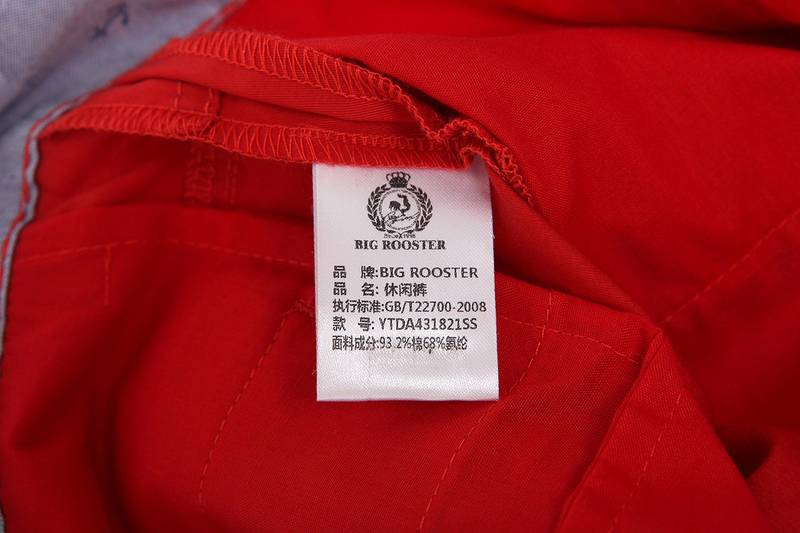 BIG ROOSTER
品 牌:BIG ROOSTER
品 名: 休闲裤
执行标准:GB/T22700-2008
款 号: YTDA431821SS
面料成分:93.2%棉68%氨纶